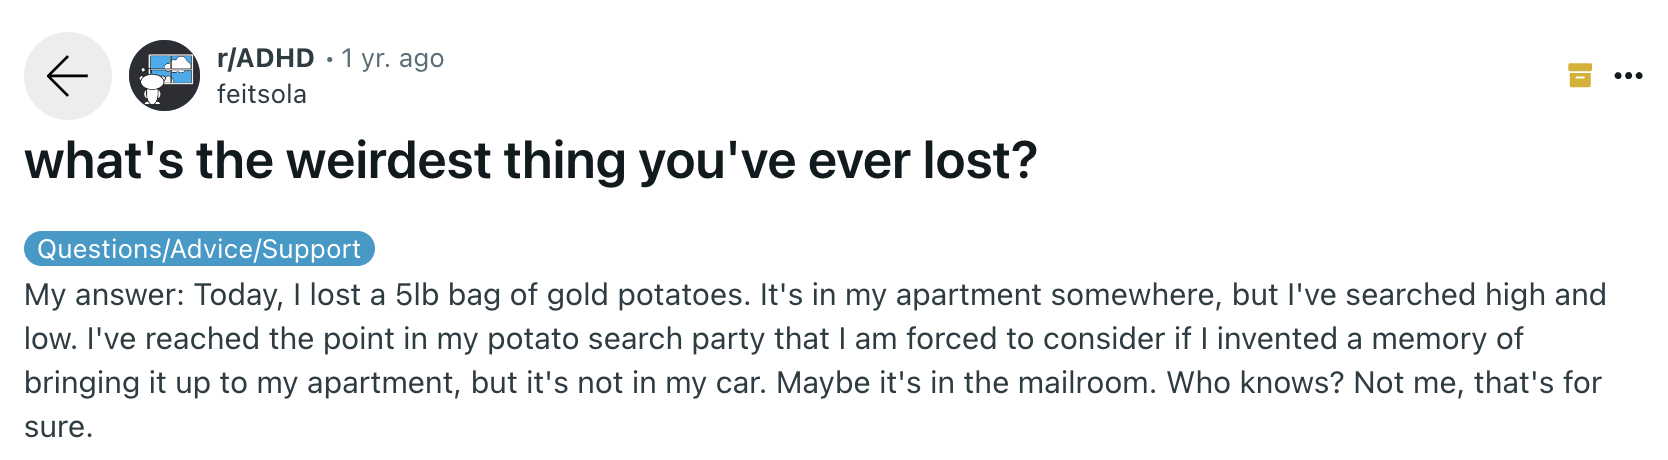 r/ADHD • 1 yr. ago
feitsola
what's the weirdest thing you've ever lost?
Questions/Advice/Support
My answer: Today, I lost a 5lb bag of gold potatoes. It's in my apartment somewhere, but I've searched high and
low. I've reached the point in my potato search party that I am forced to consider if I invented a memory of
bringing it up to my apartment, but it's not in my car. Maybe it's in the mailroom. Who knows? Not me, that's for
sure.